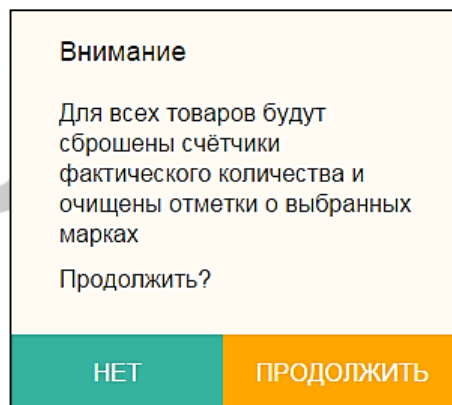 Внимание
Для всех товаров будут
сброшены счётчики
фактического количества и
очищены отметки о выбранных
марках
Продолжить?
НЕТ ПРОДОЛЖИТЬ